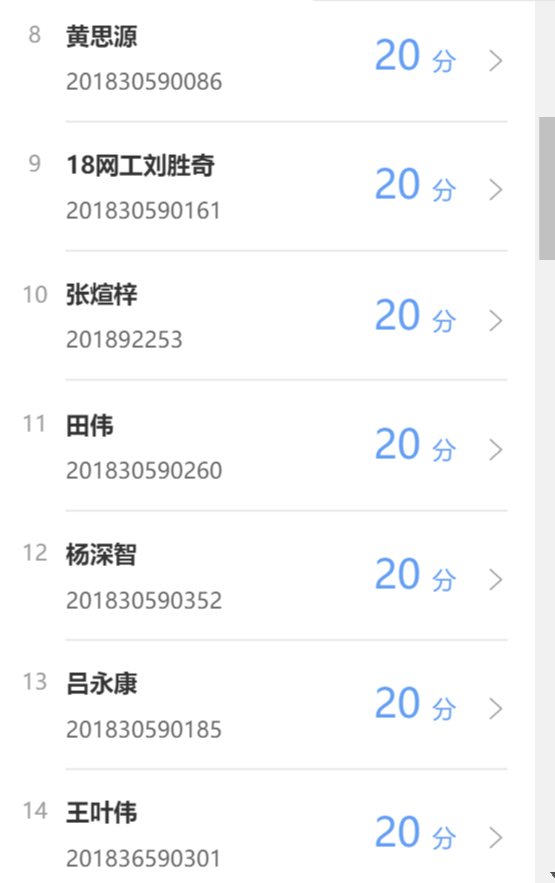 8 黄思源
20 分
201830590086
9 18网工刘胜奇
20 分
201830590161
10 张煊梓
20 分
201892253
11 田伟
20 分
201830590260
12 杨深智
20 分
201830590352
13 吕永康
20 分
201830590185
14 王叶伟
20 分
201836590301